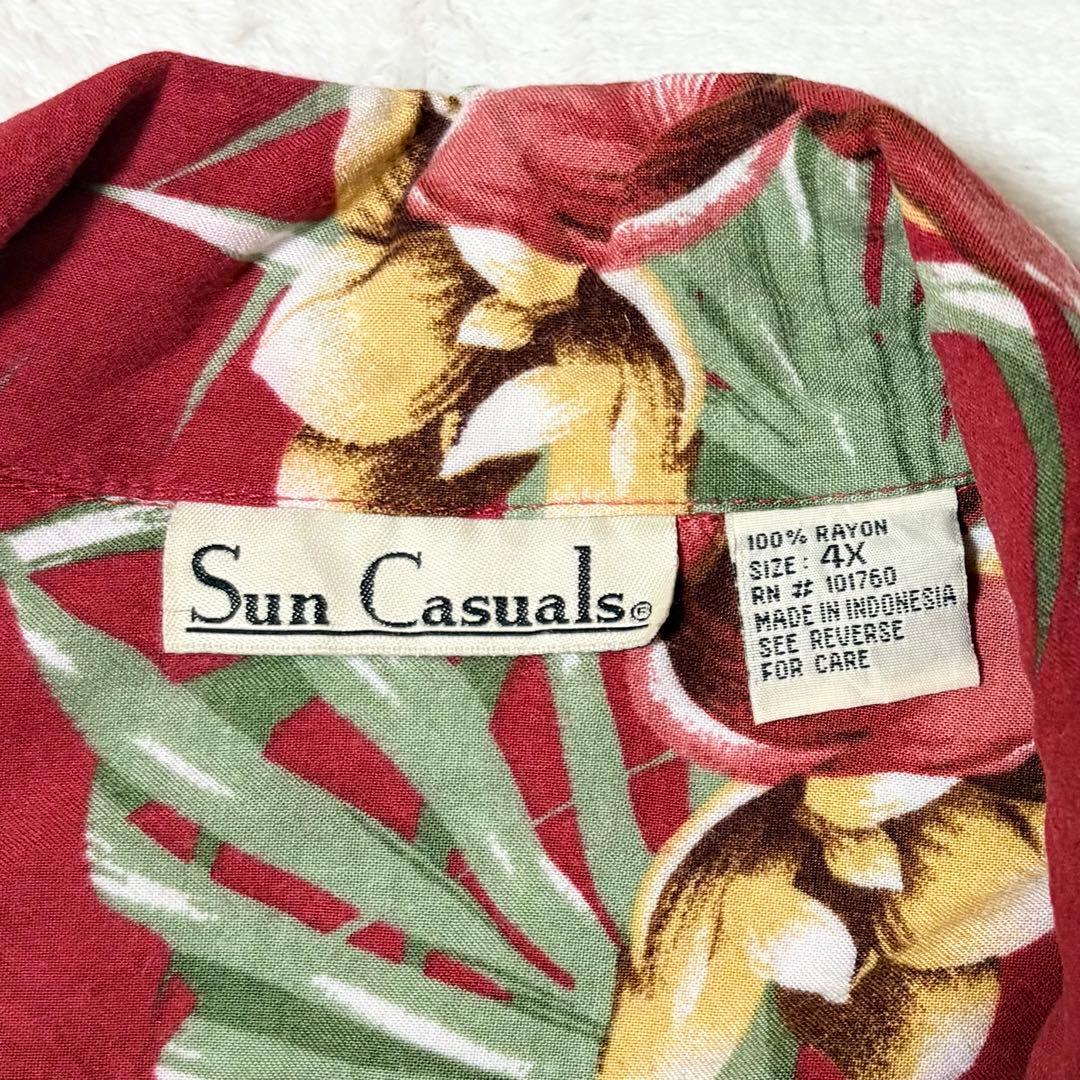 Sun Casuals®
100% RAYON
SIZE: 4X
RN # 101760
MADE IN INDONESIA
SEE REVERSE
FOR CARE